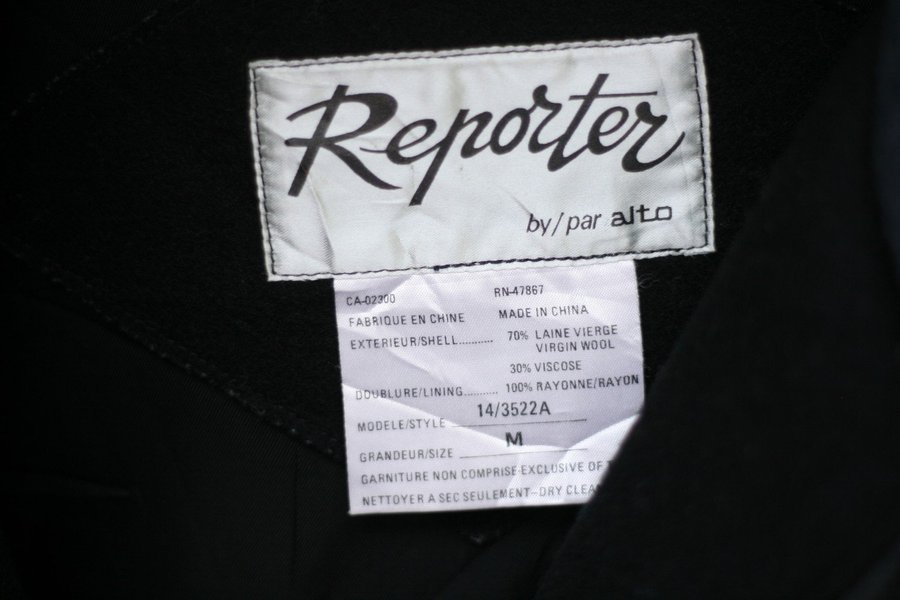 Reporter
by/par alto
CA-02300 RN-47867
FABRIQUE EN CHINE MADE IN CHINA
EXTERIEUR/SHELL........... 70% LAINE VIERGE
VIRGIN WOOL
30% VISCOSE
DOUBLURE/LINING.......... 100% RAYONNE/RAYON
MODELE/STYLE 14/3522A
GRANDEUR/SIZE M
GARNITURE NON COMPRISE-EXCLUSIVE OF
NETTOYER A SEC SEULEMENT-DRY